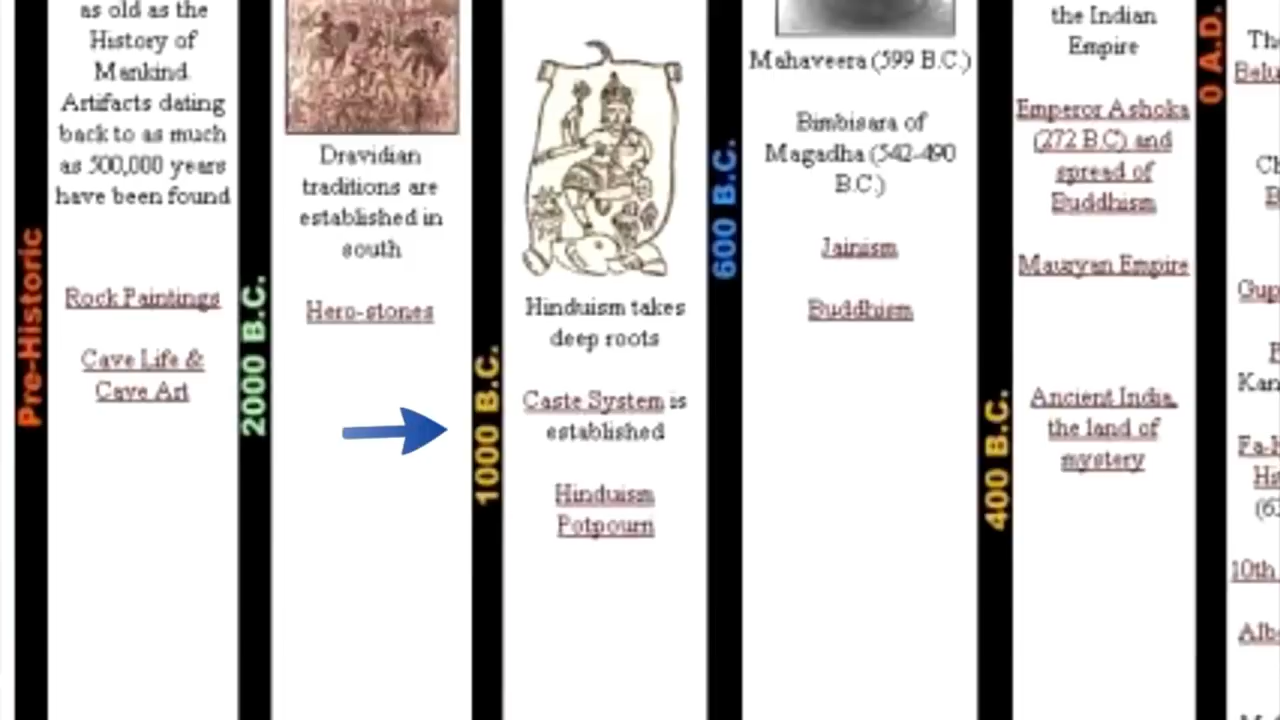 Pre-Historic
as old as the
History of
Mankind
Artifacts dating
back to as much
as 500,000 years
have been found
Rock Paintings
Cave Life &
Cave Art
2000 B.C.
Dravidian
traditions are
established in
south
Hero-stones
1000 B.C.
Hinduism takes
deep roots
Caste System is
established
Hinduism
Potpourri
600 B.C.
Mahaveera (599 B.C.)
Bimbisara of
Magadha (542-490
B.C.)
Jainism
Buddhism
400 B.C.
the Indian
Empire
Emperor Ashoka
(272 B.C) and
spread of
Buddhism
Mauryan Empire
Ancient India,
the land of
mystery
0 A.D.
10th